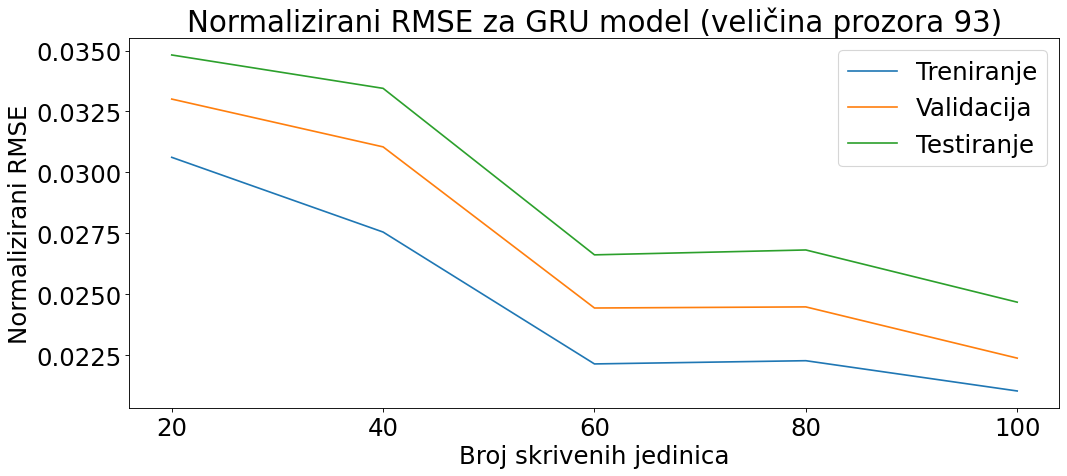 Normalizirani RMSE za GRU model (veličina prozora 93)
Normalizirani RMSE
0.0350
0.0325
0.0300
0.0275
0.0250
0.0225
Treniranje
Validacija
Testiranje
20 40 60 80 100
Broj skrivenih jedinica